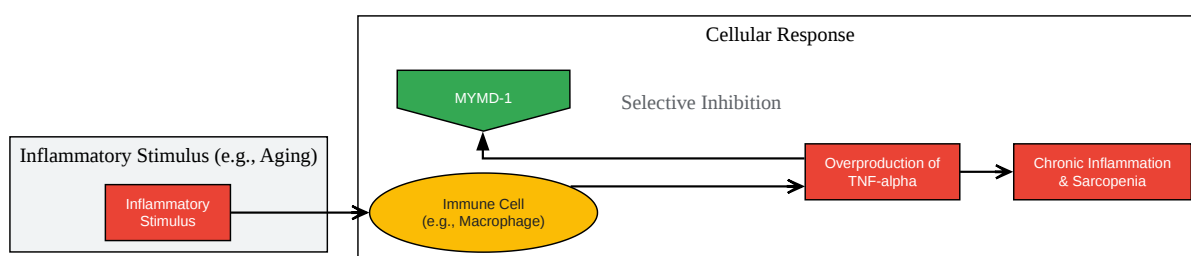 Cellular Response
MYMD-1
Selective Inhibition
Inflammatory Stimulus (e.g., Aging)
Inflammatory
Stimulus
Immune Cell
(e.g., Macrophage)
Overproduction of
TNF-alpha
Chronic Inflammation
& Sarcopenia